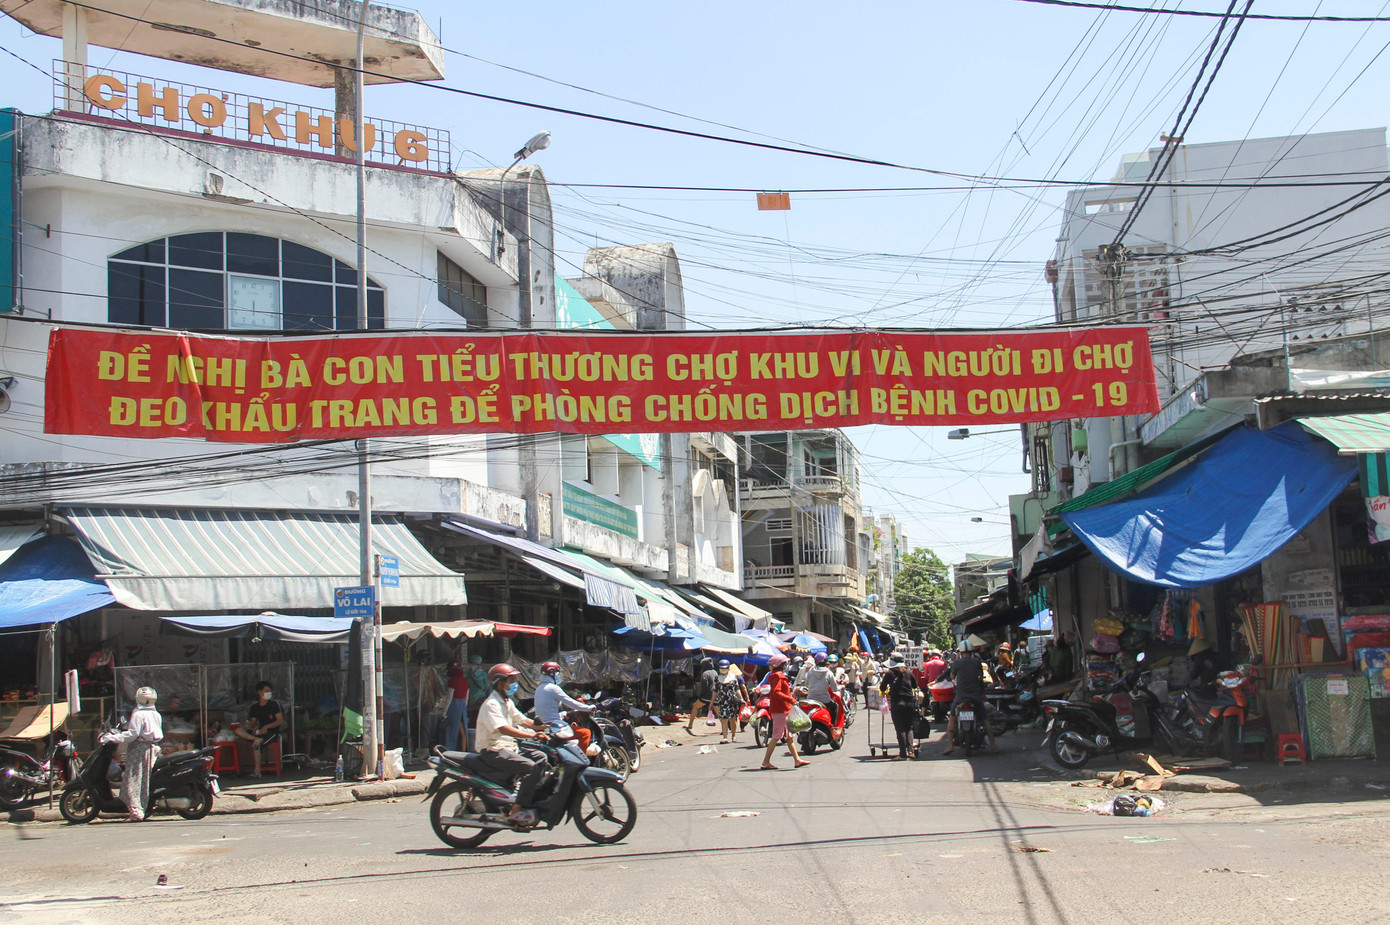 CHỢ KHU 6
ĐỀ NGHỊ BÀ CON TIỂU THƯƠNG CHỢ KHU VI VÀ NGƯỜI ĐI CHỢ
ĐEO KHẨU TRANG ĐỂ PHÒNG CHỐNG DỊCH BỆNH COVID - 19
ĐƯỜNG
VÕ LAI